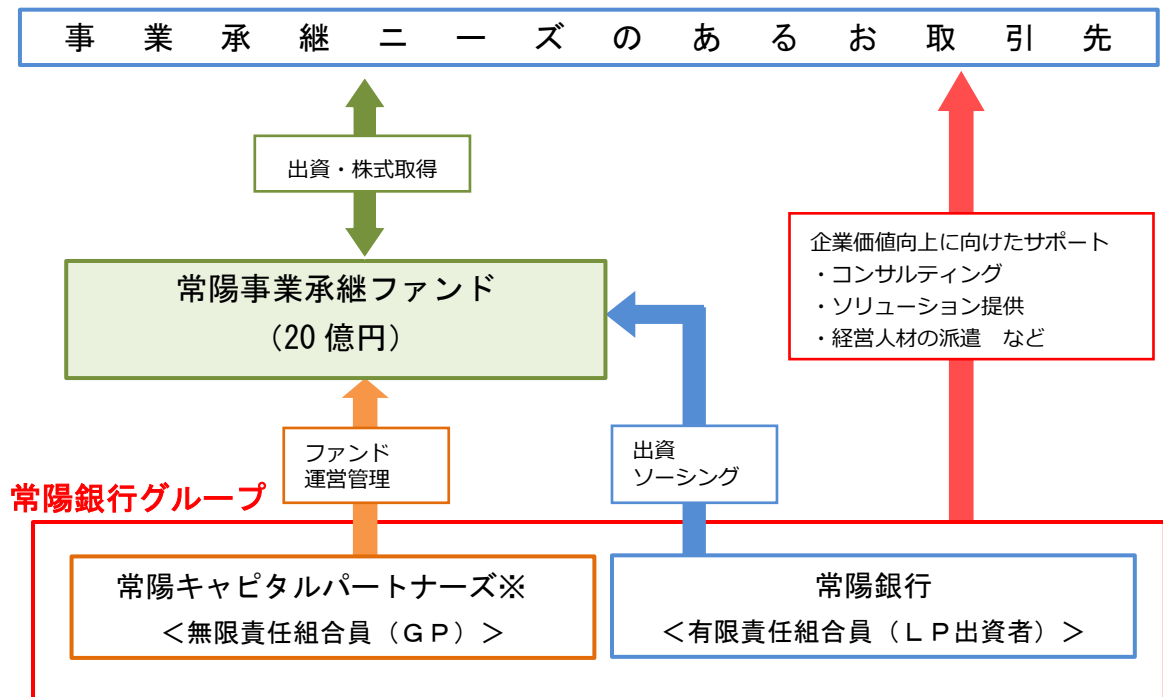 事業承継ニーズのあるお取引先
出資・株式取得
企業価値向上に向けたサポート
・コンサルティング
・ソリューション提供
・経営人材の派遣　など
常陽事業承継ファンド
（20億円）
ファンド
運営管理
出資
ソーシング
常陽銀行グループ
常陽キャピタルパートナーズ※
＜無限責任組合員（ＧＰ）＞
常陽銀行
＜有限責任組合員（ＬＰ出資者）＞